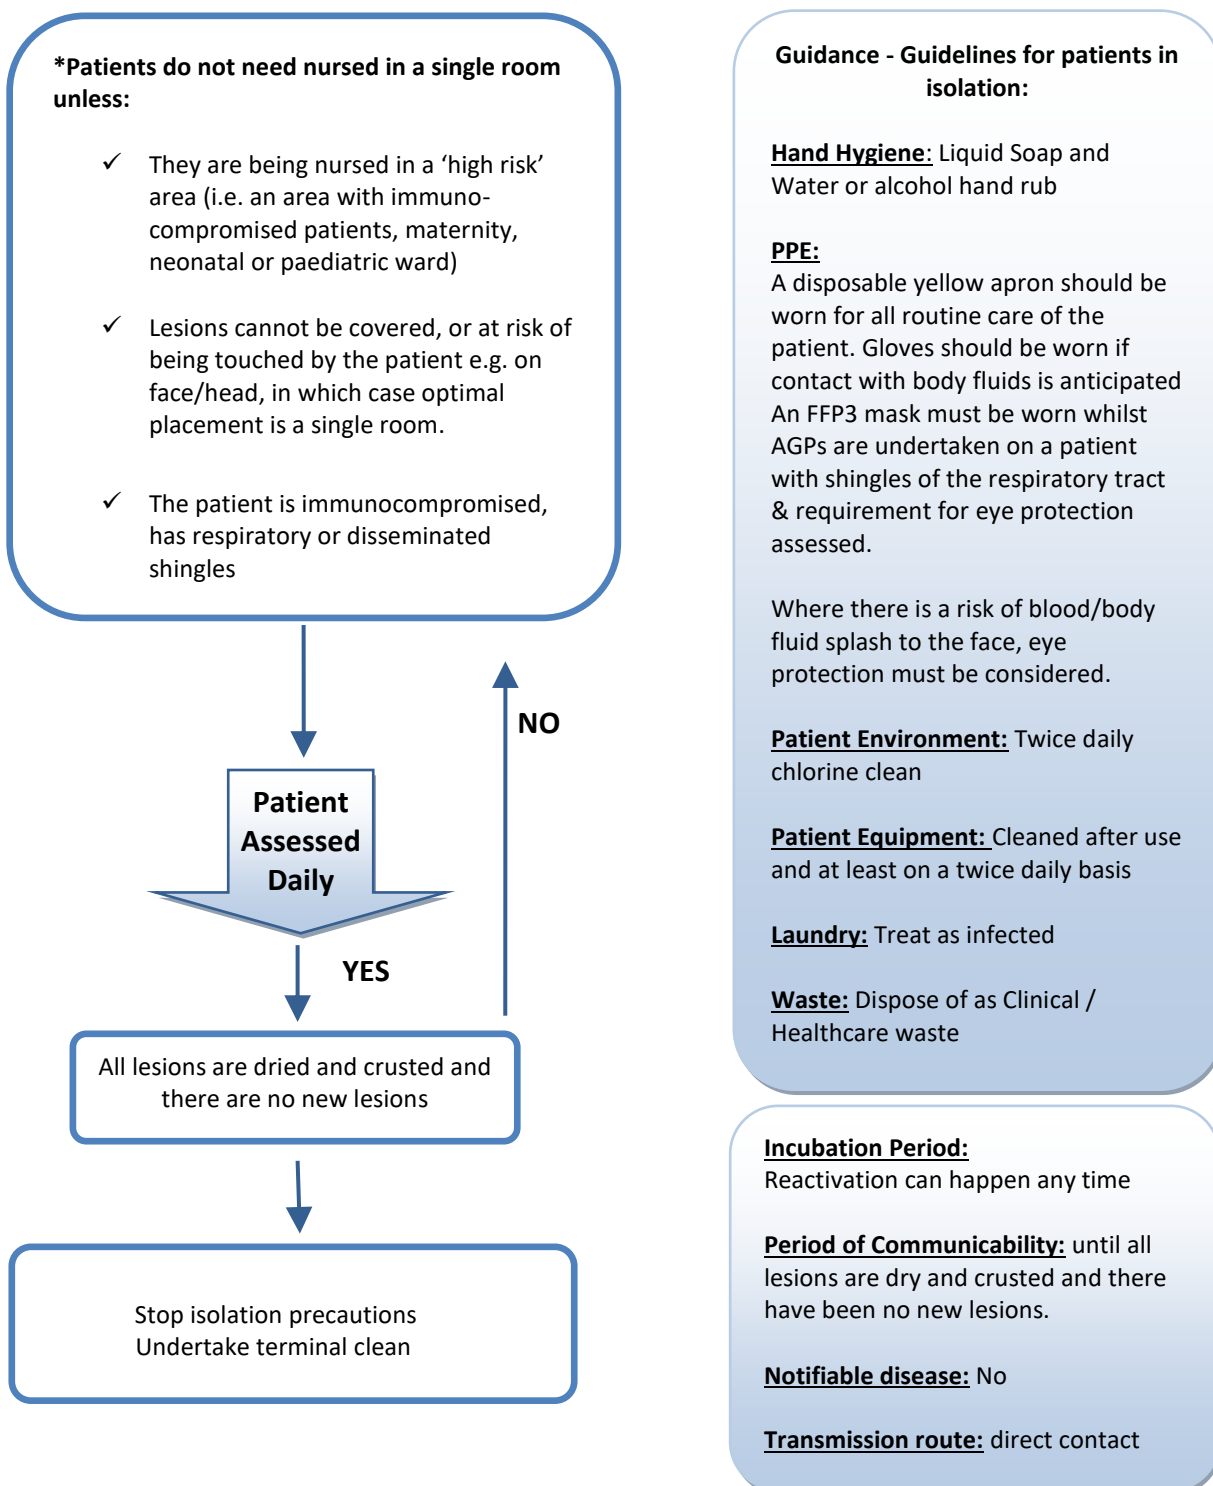 *Patients do not need nursed in a single room
unless:
✓ They are being nursed in a ‘high risk’
area (i.e. an area with immuno-
compromised patients, maternity,
neonatal or paediatric ward)
✓ Lesions cannot be covered, or at risk of
being touched by the patient e.g. on
face/head, in which case optimal
placement is a single room.
✓ The patient is immunocompromised,
has respiratory or disseminated
shingles
NO
Patient
Assessed
Daily
YES
All lesions are dried and crusted and
there are no new lesions
Stop isolation precautions
Undertake terminal clean
Guidance - Guidelines for patients in
isolation:
Hand Hygiene: Liquid Soap and
Water or alcohol hand rub
PPE:
A disposable yellow apron should be
worn for all routine care of the
patient. Gloves should be worn if
contact with body fluids is anticipated
An FFP3 mask must be worn whilst
AGPs are undertaken on a patient
with shingles of the respiratory tract
& requirement for eye protection
assessed.
Where there is a risk of blood/body
fluid splash to the face, eye
protection must be considered.
Patient Environment: Twice daily
chlorine clean
Patient Equipment: Cleaned after use
and at least on a twice daily basis
Laundry: Treat as infected
Waste: Dispose of as Clinical /
Healthcare waste
Incubation Period:
Reactivation can happen any time
Period of Communicability: until all
lesions are dry and crusted and there
have been no new lesions.
Notifiable disease: No
Transmission route: direct contact